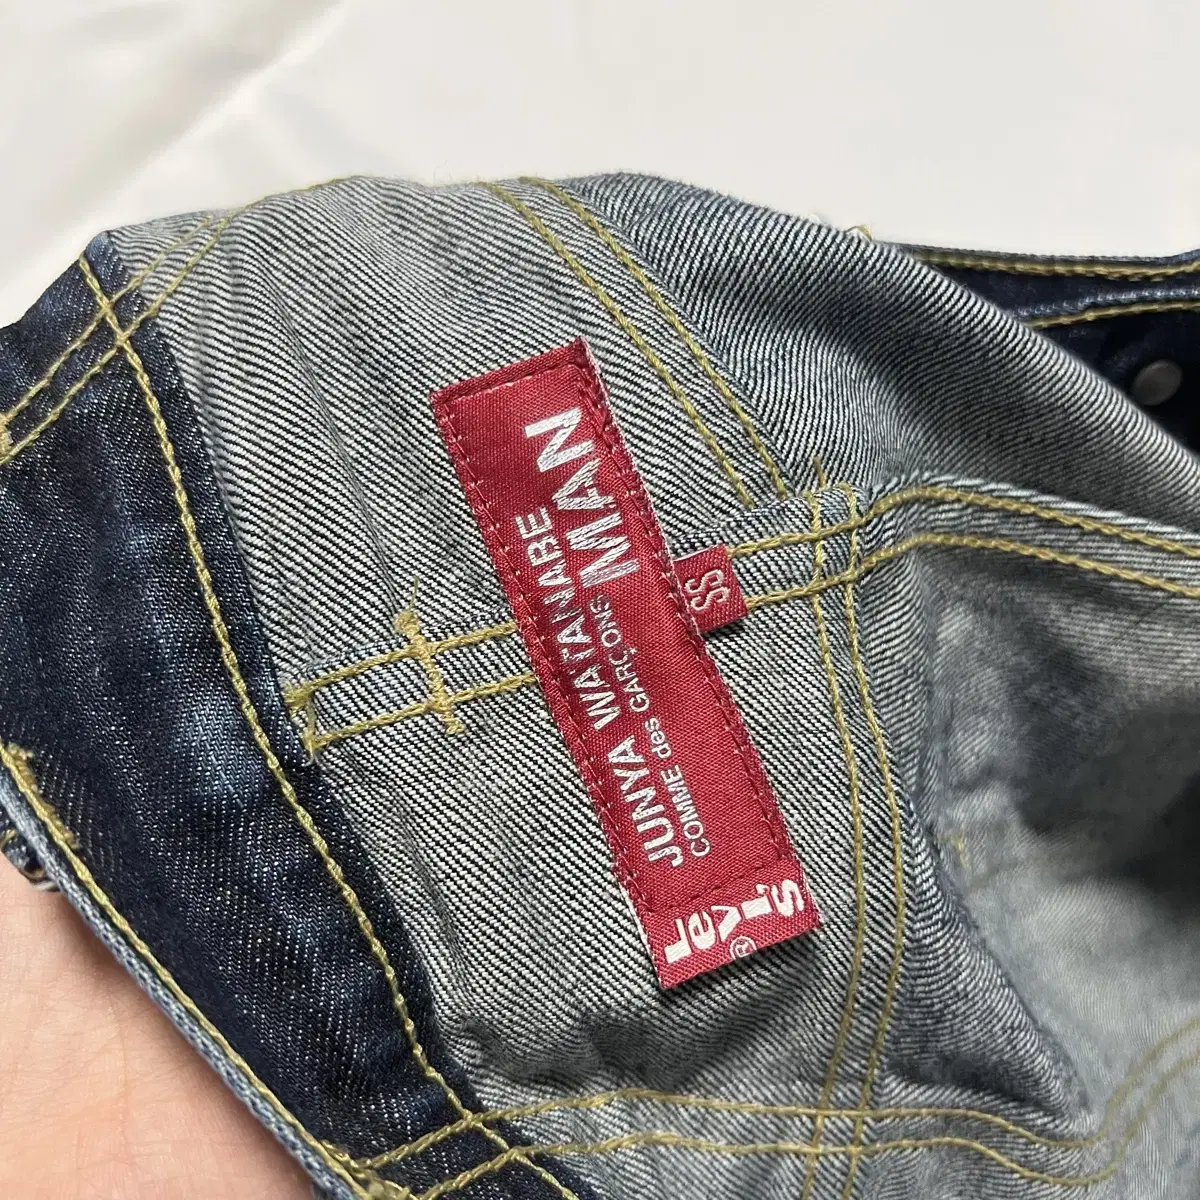 JUNYA WATANABE
COMME des GARÇONS
MAN
Levi's
®
SS